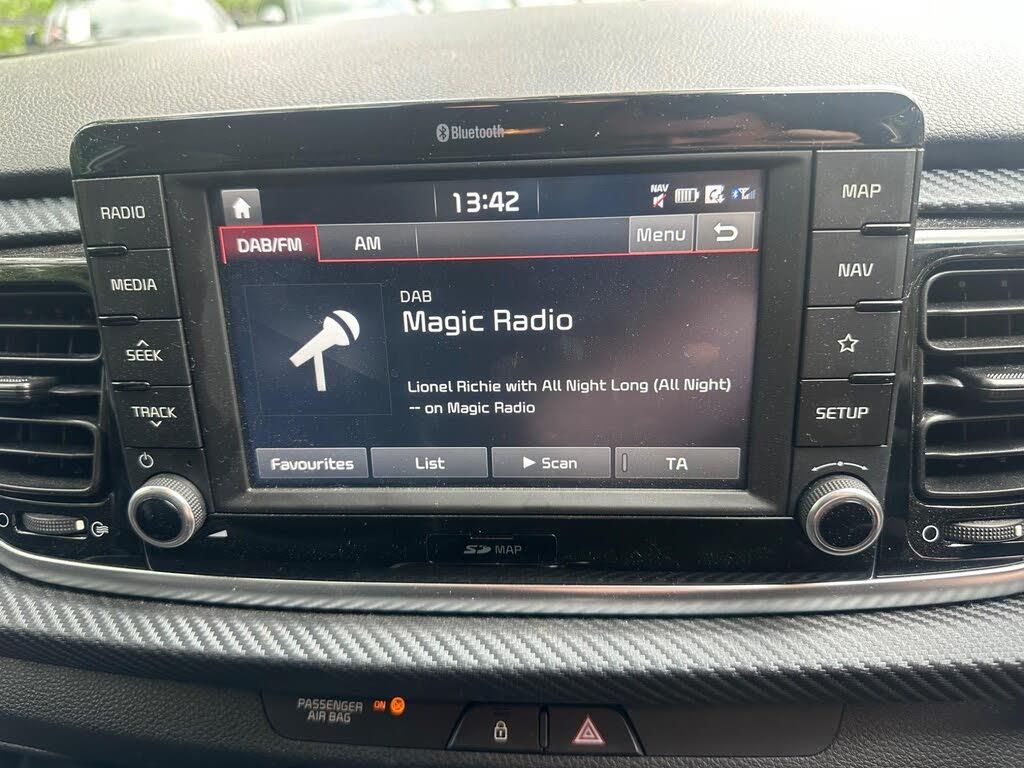 Bluetooth
RADIO
MEDIA
SEEK
TRACK
13:42
NAV
DAB/FM
AM
Menu
DAB
Magic Radio
Lionel Richie with All Night Long (All Night)
-- on Magic Radio
Favourites
List
Scan
TA
MAP
NAV
SETUP
SD MAP
PASSENGER
AIR BAG
ON